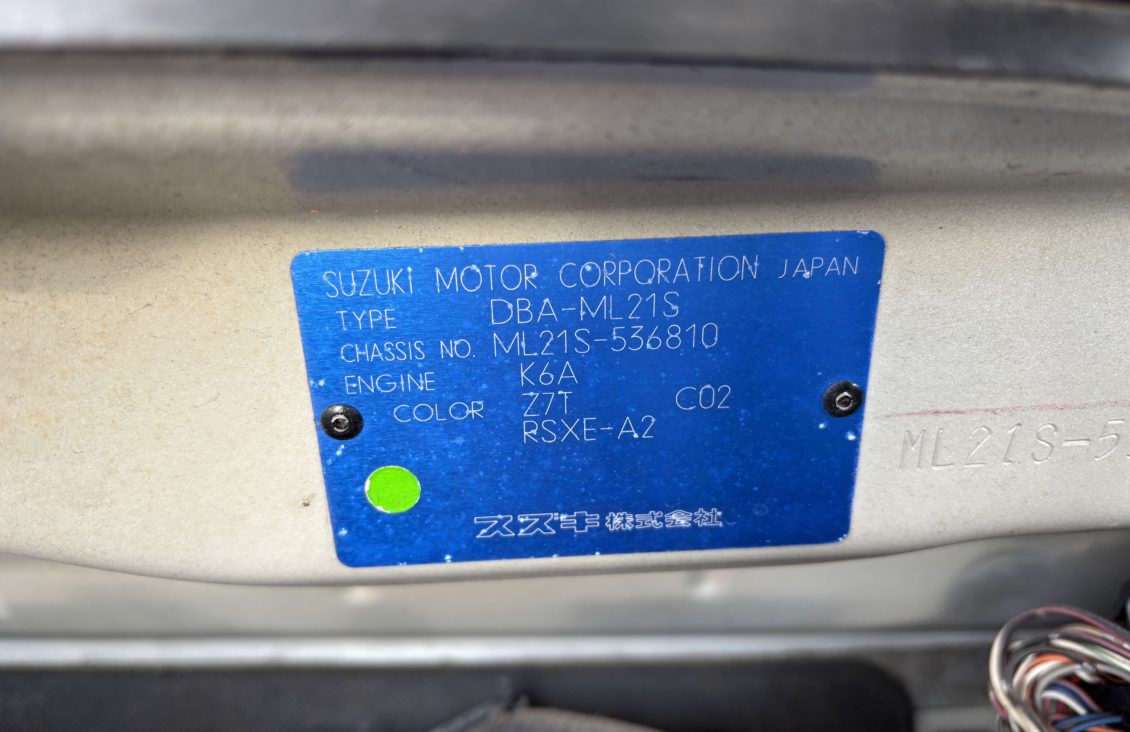 SUZUKI MOTOR CORPORATION JAPAN
TYPE DBA-ML21S
CHASSIS NO. ML21S-536810
ENGINE K6A
COLOR Z7T C02
RSXE-A2
スズキ株式会社
ML21S-5